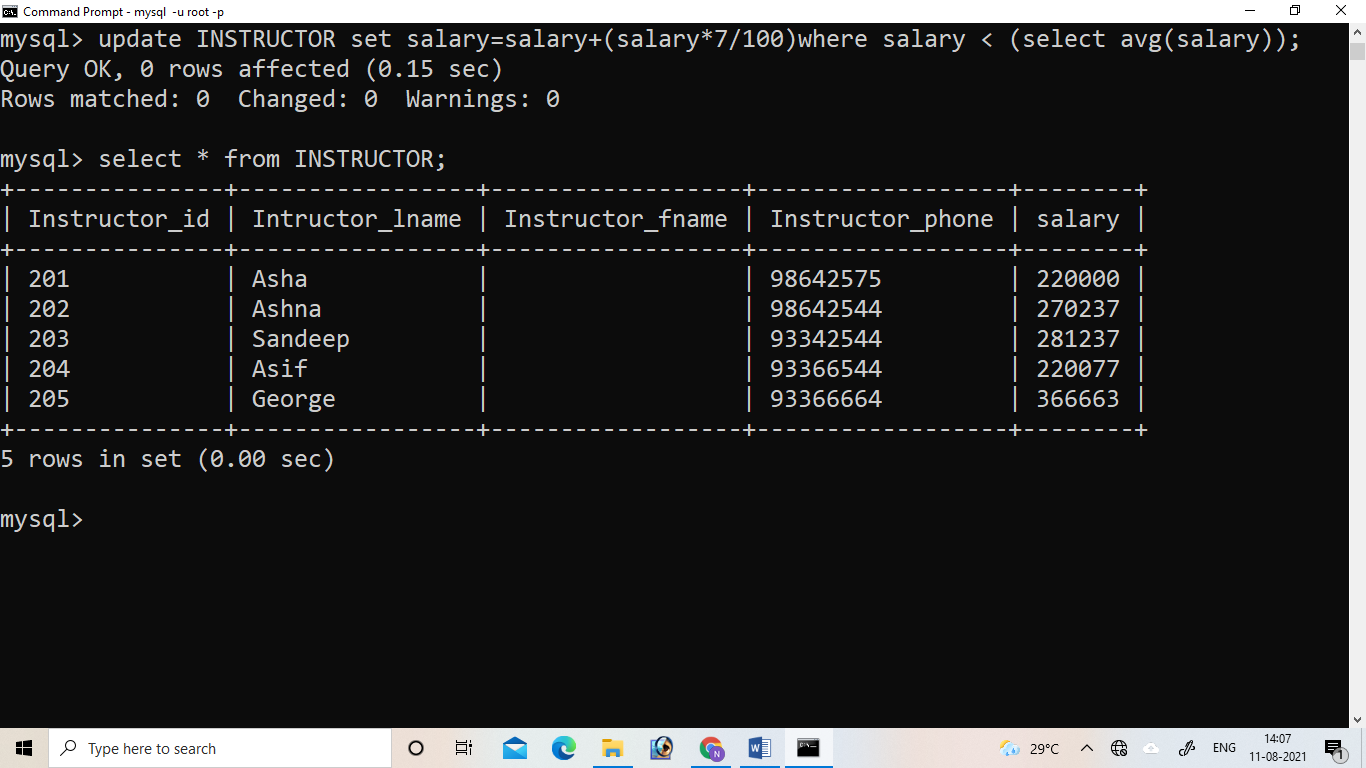 Command Prompt - mysql -u root -p
mysql> update INSTRUCTOR set salary=salary+(salary*7/100)where salary < (select avg(salary));
Query OK, 0 rows affected (0.15 sec)
Rows matched: 0  Changed: 0  Warnings: 0
mysql> select * from INSTRUCTOR;
+---------------+-----------------+------------------+------------------+--------+
| Instructor_id | Intructor_lname | Instructor_fname | Instructor_phone | salary |
+---------------+-----------------+------------------+------------------+--------+
| 201           | Asha            |                  | 98642575         | 220000 |
| 202           | Ashna           |                  | 98642544         | 270237 |
| 203           | Sandeep         |                  | 93342544         | 281237 |
| 204           | Asif            |                  | 93366544         | 220077 |
| 205           | George          |                  | 93366664         | 366663 |
+---------------+-----------------+------------------+------------------+--------+
5 rows in set (0.00 sec)
mysql>
Type here to search
29°C
ENG
14:07
11-08-2021
1